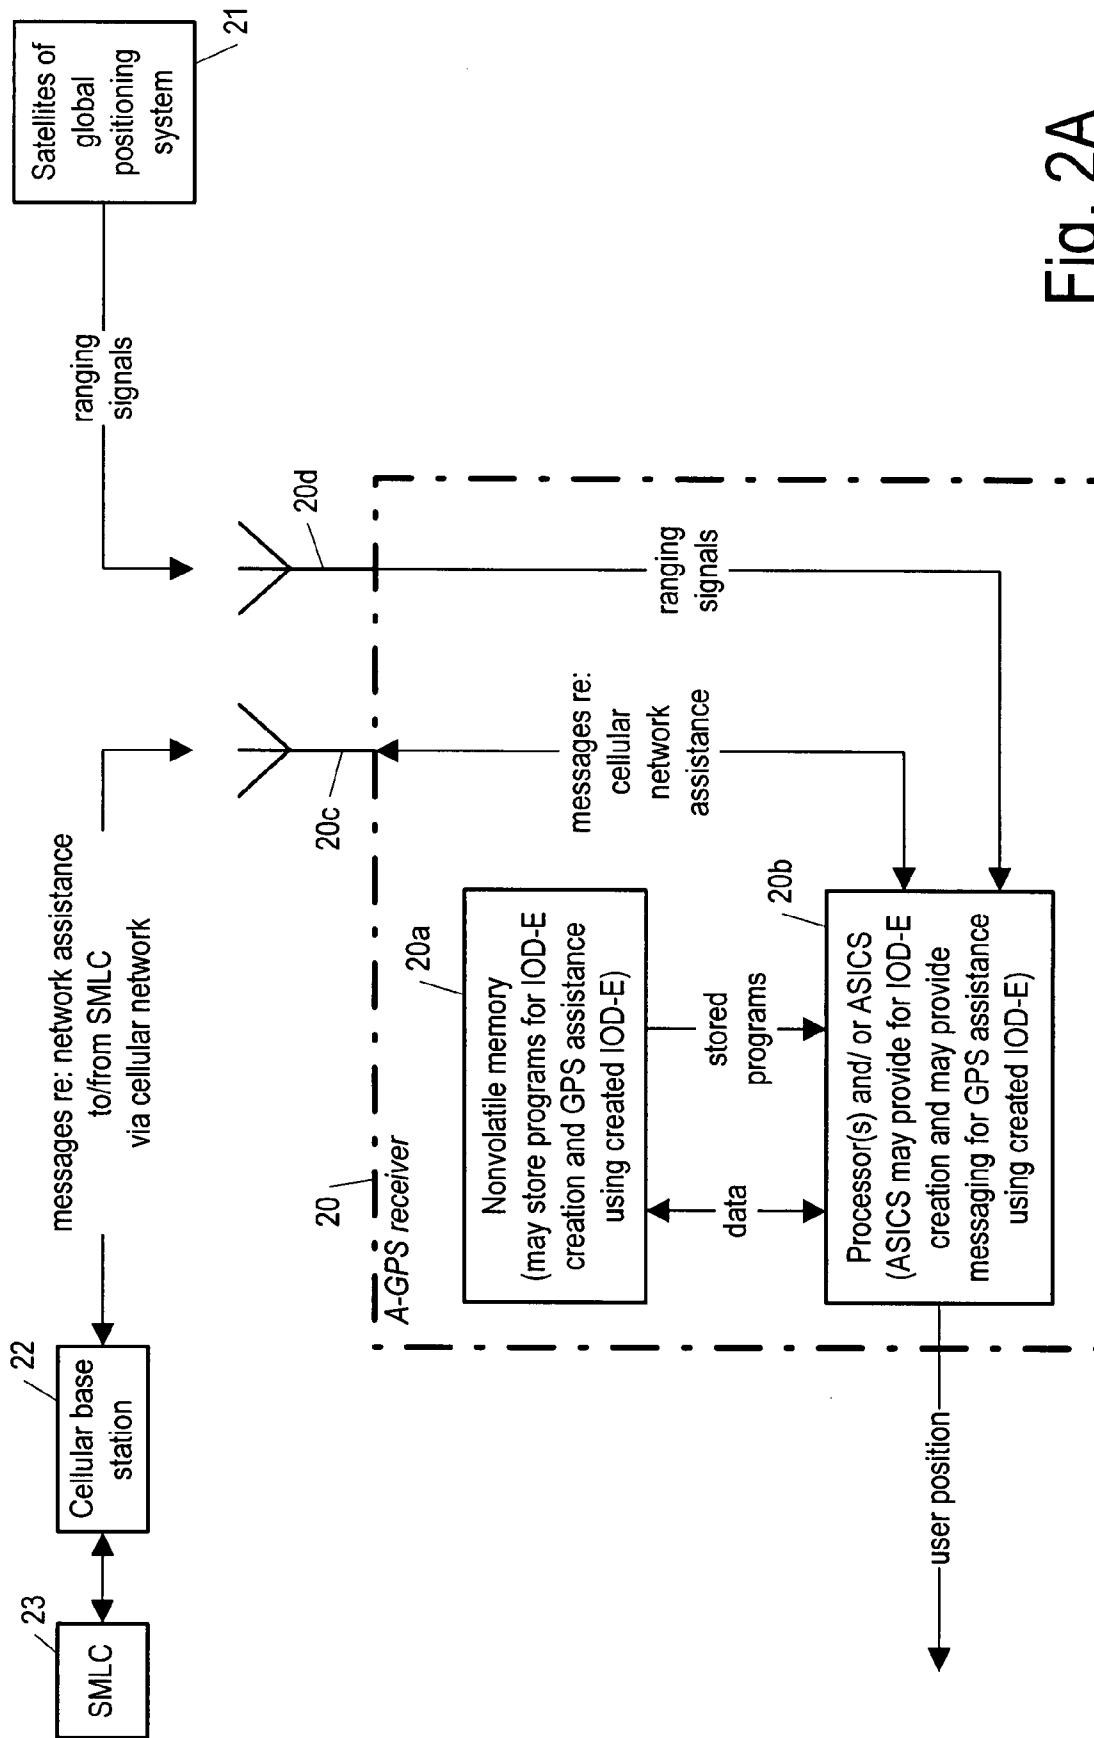 23
SMLC
22
Cellular base
station
messages re: network assistance
to/from SMLC
via cellular network
ranging
signals
Satellites of
global
positioning
system
21
20
A-GPS receiver
20c
20d
Nonvolatile memory
(may store programs for IOD-E
creation and GPS assistance
using created IOD-E)
20a
messages re:
cellular
network
assistance
ranging
signals
data
stored
programs
Processor(s) and/ or ASICS
(ASICS may provide for IOD-E
creation and may provide
messaging for GPS assistance
using created IOD-E)
20b
user position
Fig. 2A